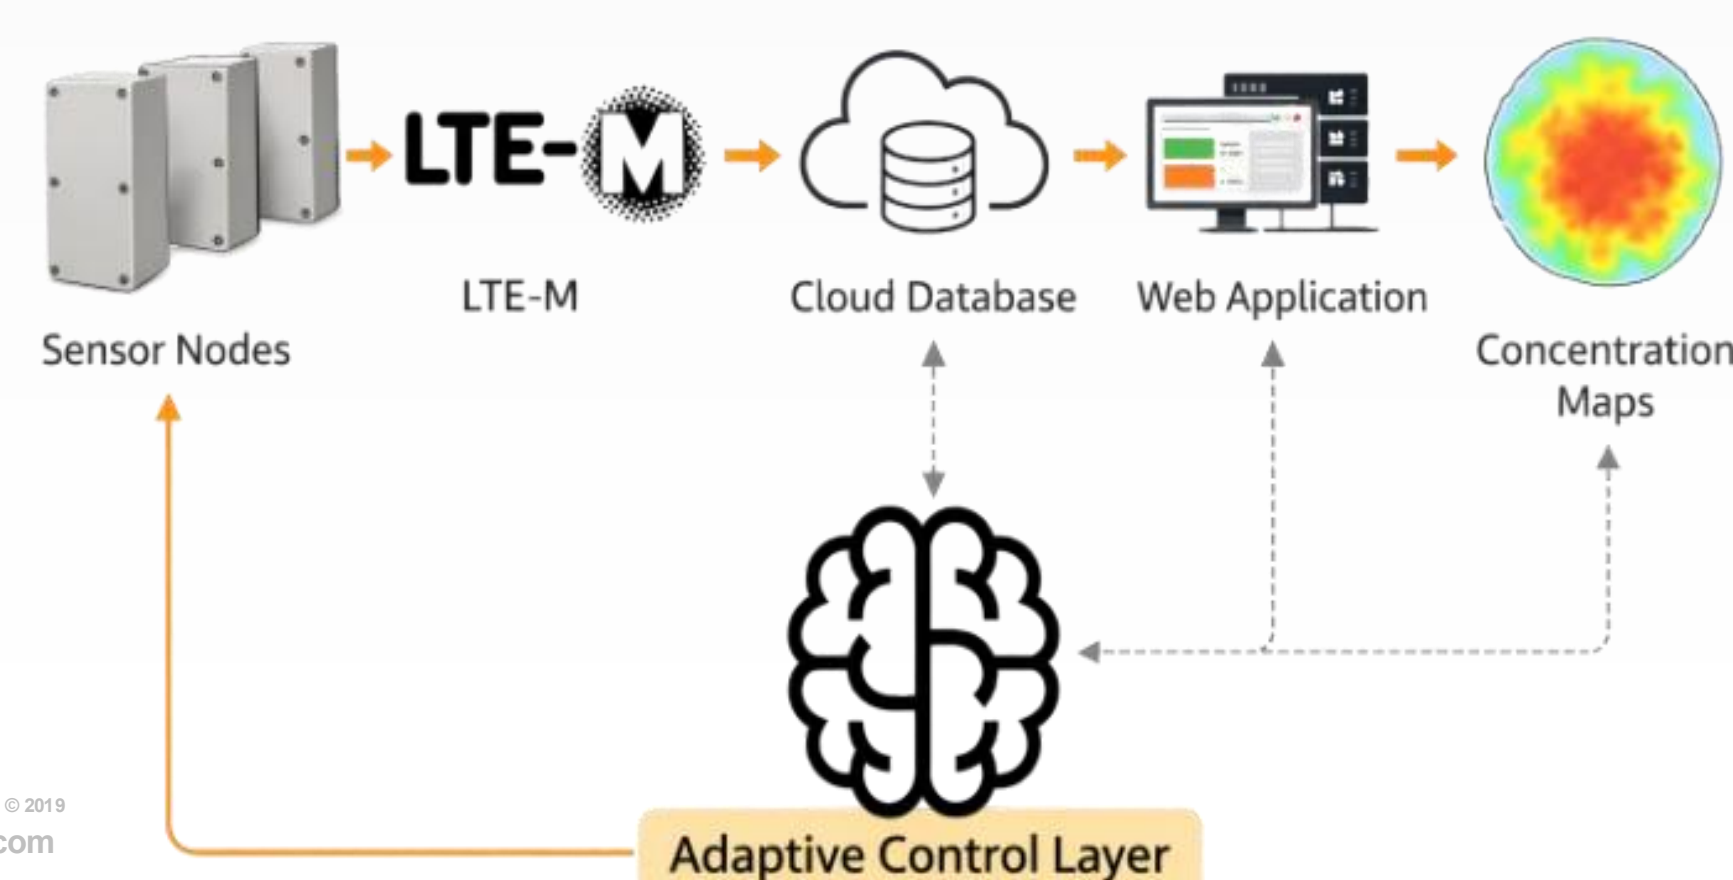 LTE-M
LTE-M
Cloud Database
Web Application
Sensor Nodes
Concentration
Maps
© 2019
com
Adaptive Control Layer